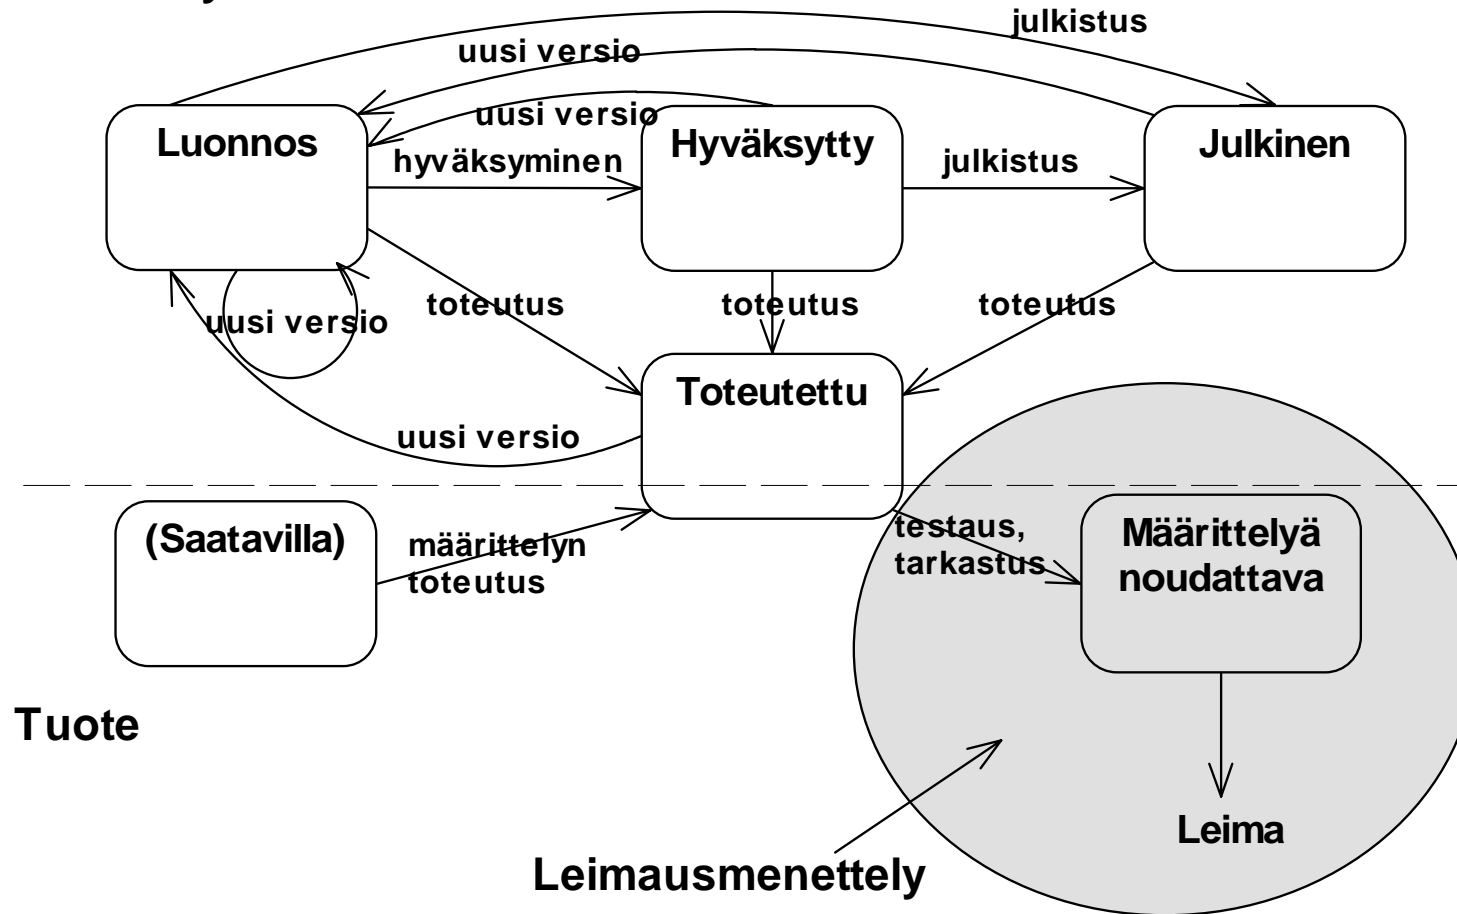 julkistus
uusi versio
uusi versio
Luonnos
Hyväksytty
Julkinen
hyväksyminen
julkistus
uusi versio
toteutus
toteutus
toteutus
Toteutettu
uusi versio
(Saatavilla)
määrittelyn
toteutus
testaus,
tarkastus
Määrittelyä
noudattava
Tuote
Leima
Leimausmenettely